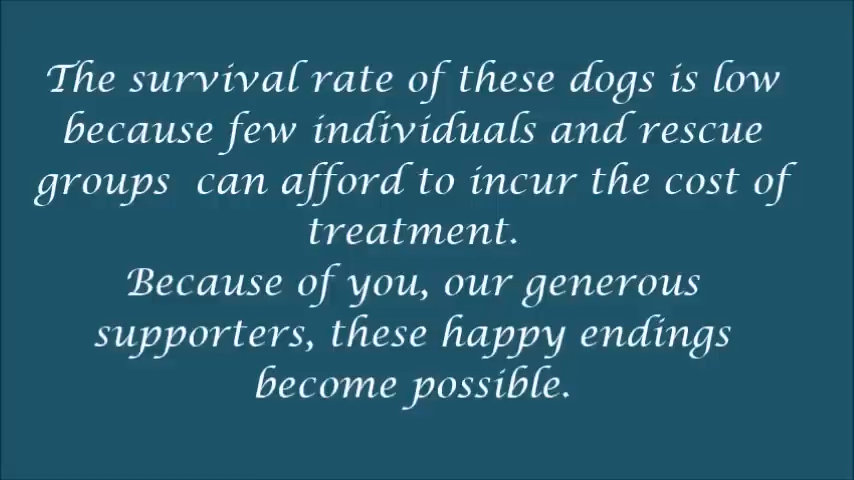 The survival rate of these dogs is low
because few individuals and rescue
groups  can afford to incur the cost of
treatment.
Because of you, our generous
supporters, these happy endings
become possible.